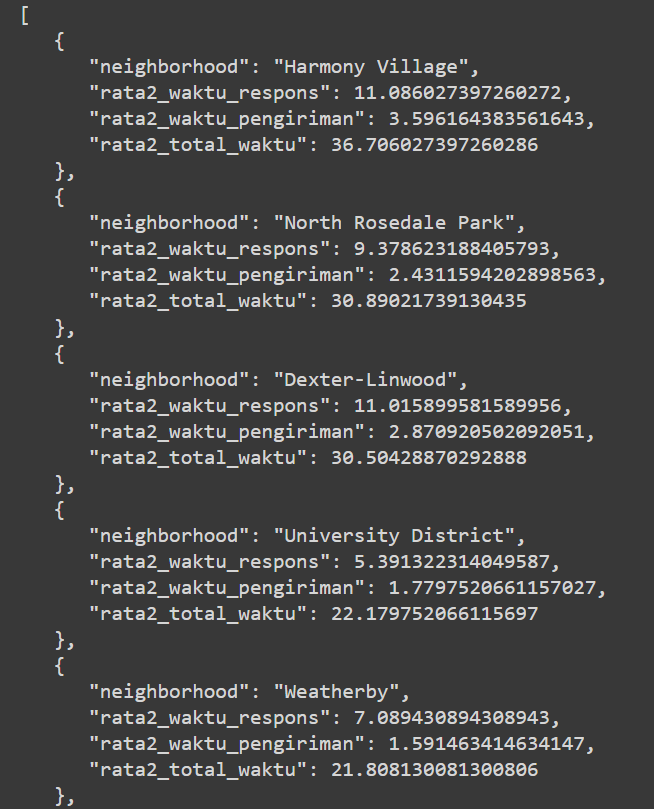 [
{
"neighborhood": "Harmony Village",
"rata2_waktu_respons": 11.086027397260272,
"rata2_waktu_pengiriman": 3.596164383561643,
"rata2_total_waktu": 36.706027397260286
},
{
"neighborhood": "North Rosedale Park",
"rata2_waktu_respons": 9.378623188405793,
"rata2_waktu_pengiriman": 2.4311594202898563,
"rata2_total_waktu": 30.89021739130435
},
{
"neighborhood": "Dexter-Linwood",
"rata2_waktu_respons": 11.015899581589956,
"rata2_waktu_pengiriman": 2.870920502092051,
"rata2_total_waktu": 30.50428870292888
},
{
"neighborhood": "University District",
"rata2_waktu_respons": 5.391322314049587,
"rata2_waktu_pengiriman": 1.7797520661157027,
"rata2_total_waktu": 22.179752066115697
},
{
"neighborhood": "Weatherby",
"rata2_waktu_respons": 7.089430894308943,
"rata2_waktu_pengiriman": 1.591463414634147,
"rata2_total_waktu": 21.808130081300806
},